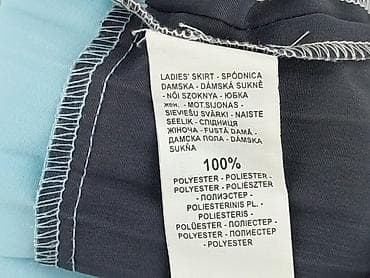 LADIES' SKIRT - SPÓDNICA
DAMSKA - DÁMSKÁ SUKNĚ
- NŐI SZOKNYA - ЮБКА
жен. - MOT.SIJONAS -
SIEVIEŠU SVĀRKI - NAISTE
SEELIK - СПІДНИЦЯ
ЖІНОЧА - FUSTĂ DAMĂ -
ДАМСКА ПОЛА - DÁMSKA
SUKŇA
100%
POLYESTER - POLIESTER -
POLYESTER - POLIÉSZTER
- ПОЛИЭСТЕР -
POLIESTERINIS PL. -
POLIESTERIS -
POLÜESTER - ПОЛІЕСТЕР -
POLIESTER - ПОЛИЕСТЕР
- POLYESTER